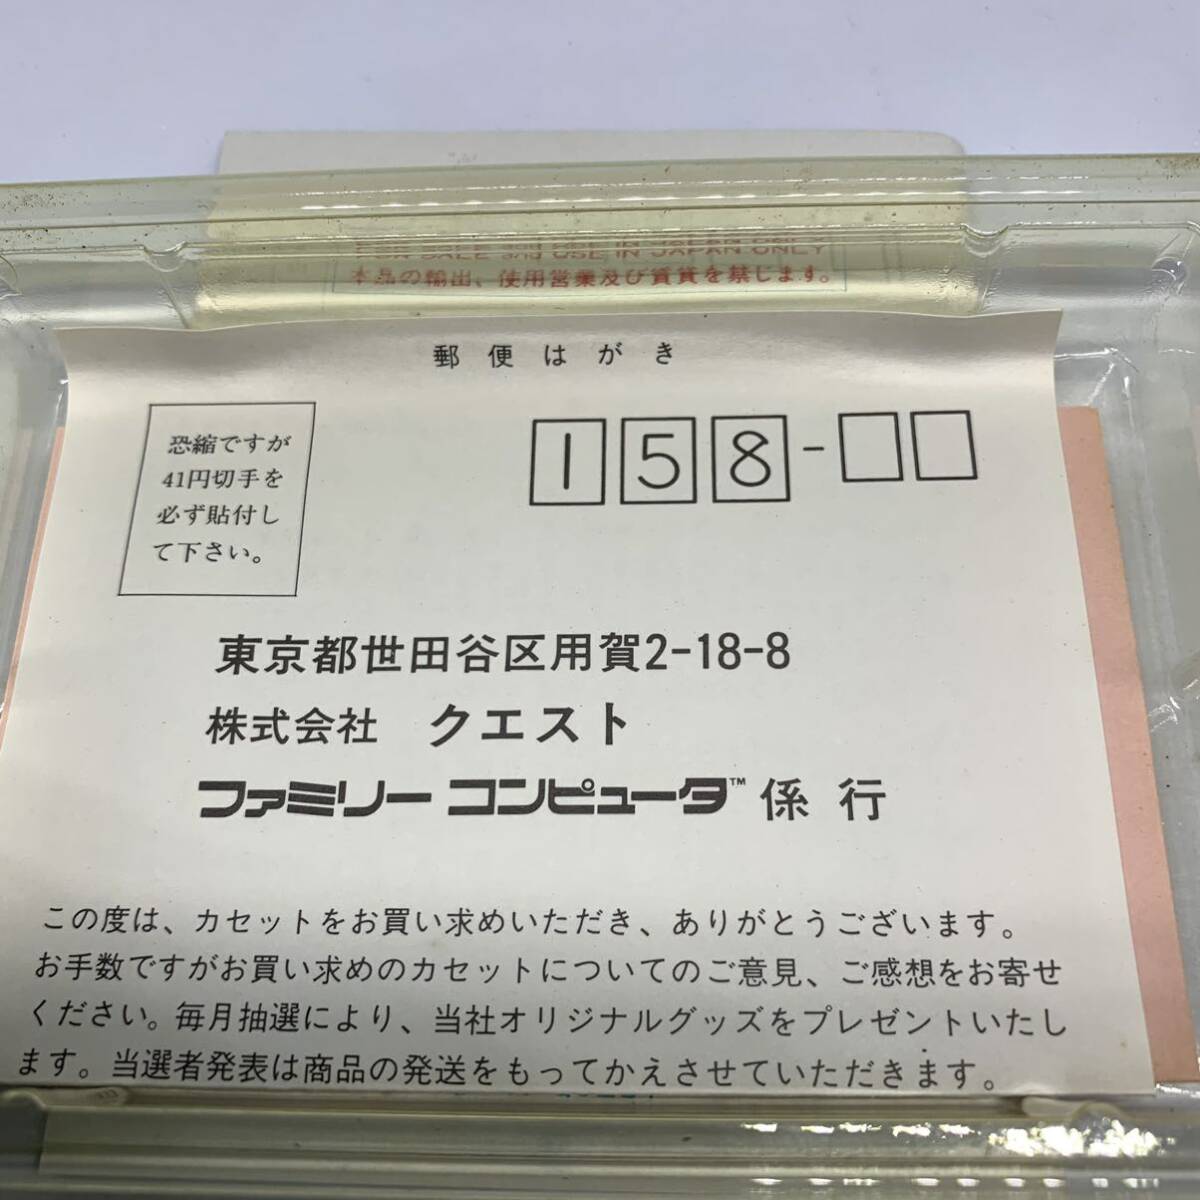 FOR SALE and USE IN JAPAN ONLY
本品の輸出、使用営業及び賃貸を禁じます。
郵便はがき
恐縮ですが
41円切手を
必ず貼付し
て下さい。
158-□□
東京都世田谷区用賀2-18-8
株式会社 クエスト
ファミリーコンピュータ™係行
この度は、カセットをお買い求めいただき、ありがとうございます。
お手数ですがお買い求めのカセットについてのご意見、ご感想をお寄せ
ください。毎月抽選により、当社オリジナルグッズをプレゼントいたし
ます。当選者発表は商品の発送をもってかえさせていただきます。